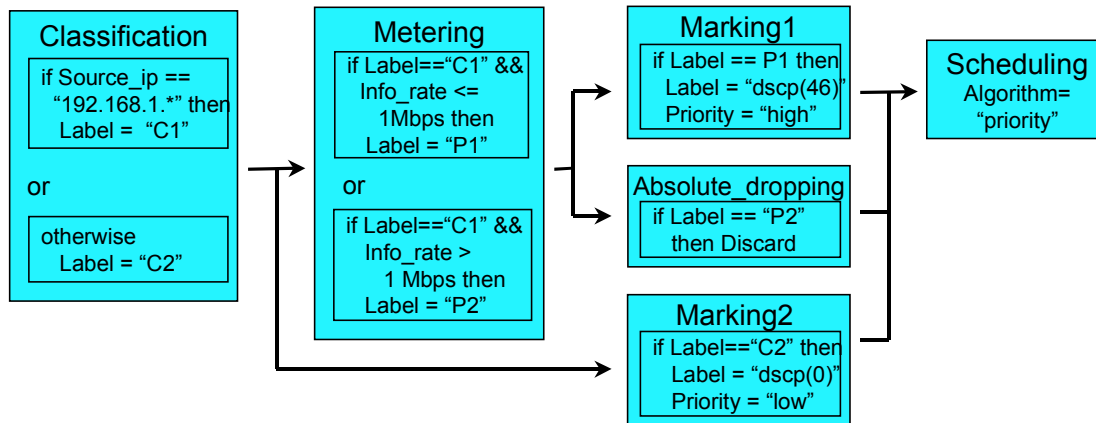 Classification
if Source_ip ==
"192.168.1.*" then
Label = "C1"
or
otherwise
Label = "C2"
Metering
if Label=="C1" &&
Info_rate <=
1Mbps then
Label = "P1"
or
if Label=="C1" &&
Info_rate >
1 Mbps then
Label = "P2"
Marking1
if Label == P1 then
Label = "dscp(46)"
Priority = "high"
Absolute_dropping
if Label == "P2"
then Discard
Marking2
if Label=="C2" then
Label = "dscp(0)"
Priority = "low"
Scheduling
Algorithm=
"priority"